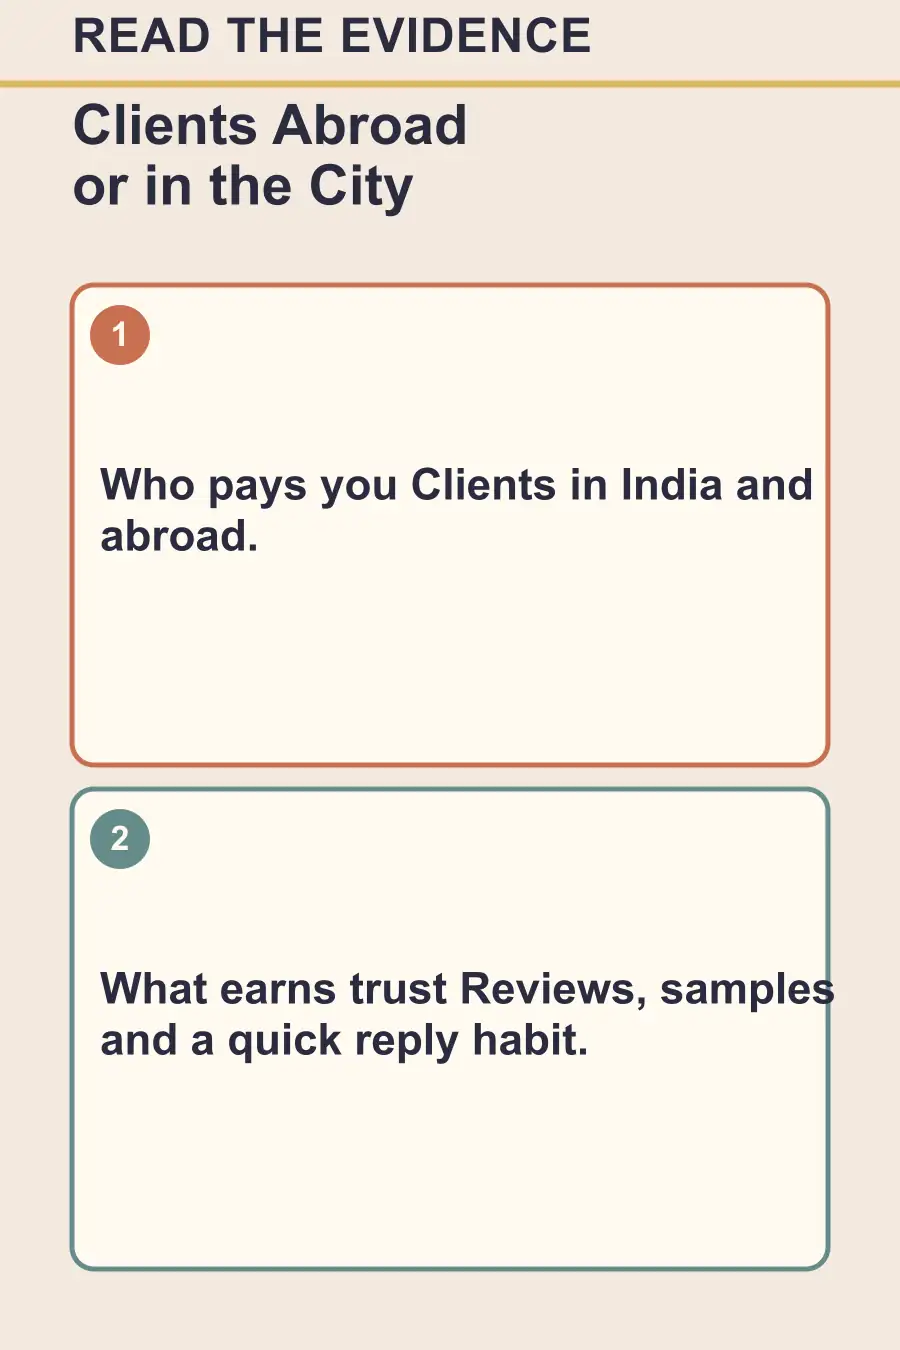 READ THE EVIDENCE
Clients Abroad
or in the City
1
Who pays you Clients in India and
abroad.
2
What earns trust Reviews, samples
and a quick reply habit.